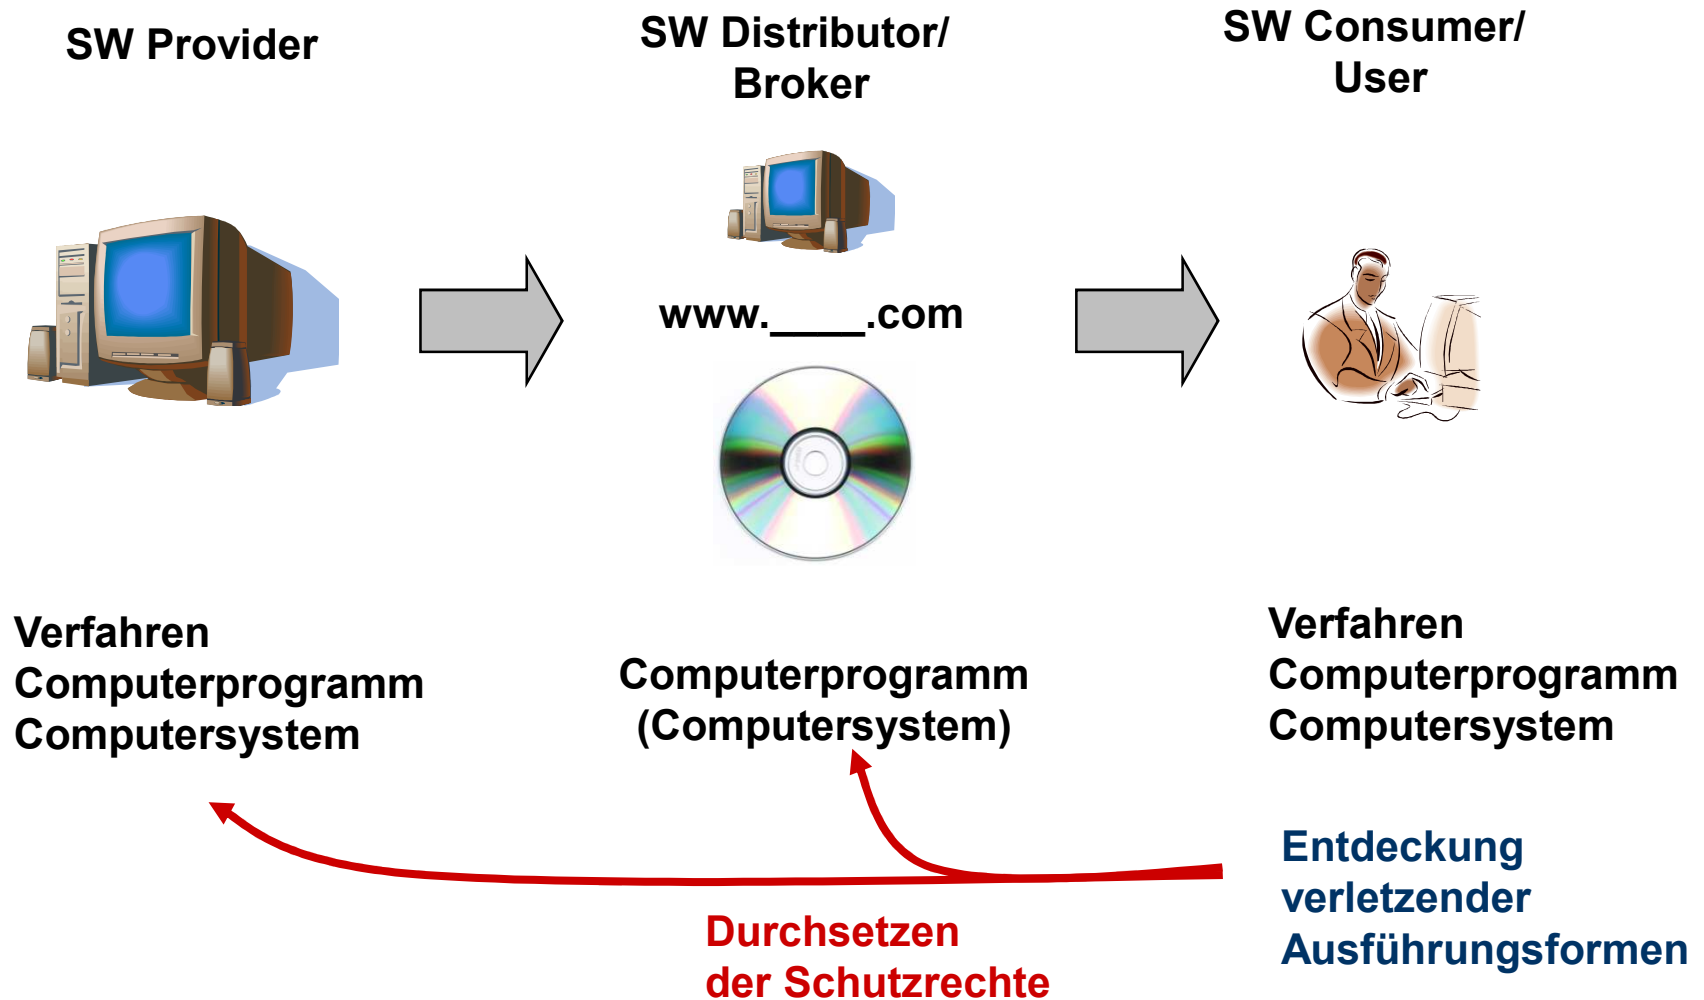 SW Provider
SW Distributor/
Broker
SW Consumer/
User
www.____.com
Verfahren
Computerprogramm
Computersystem
Computerprogramm
(Computersystem)
Verfahren
Computerprogramm
Computersystem
Entdeckung
verletzender
Ausführungsformen
Durchsetzen
der Schutzrechte